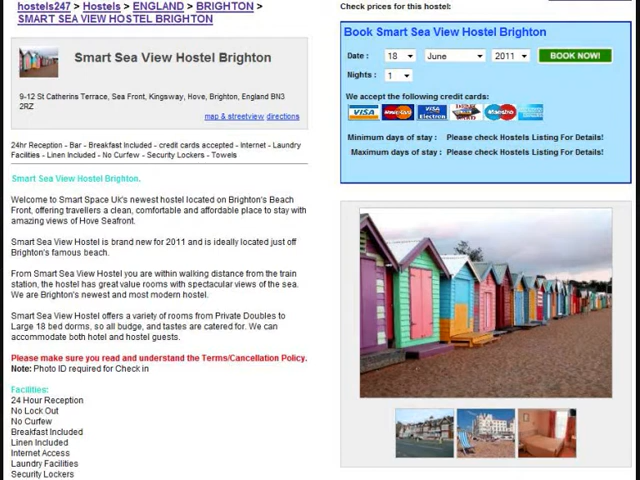 hostels247 > Hostels > ENGLAND > BRIGHTON >
SMART SEA VIEW HOSTEL BRIGHTON
Smart Sea View Hostel Brighton
9-12 St Catherins Terrace, Sea Front, Kingsway, Hove, Brighton, England BN3
2RZ
map & streetview directions
24hr Reception - Bar - Breakfast Included - credit cards accepted - Internet - Laundry
Facilities - Linen Included - No Curfew - Security Lockers - Towels
Smart Sea View Hostel Brighton.
Welcome to Smart Space Uk's newest hostel located on Brighton's Beach
Front, offering travellers a clean, comfortable and affordable place to stay with
amazing views of Hove Seafront.
Smart Sea View Hostel is brand new for 2011 and is ideally located just off
Brighton's famous beach.
From Smart Sea View Hostel you are within walking distance from the train
station, the hostel has great value rooms with spectacular views of the sea.
We are Brighton's newest and most modern hostel.
Smart Sea View Hostel offers a variety of rooms from Private Doubles to
Large 18 bed dorms, so all budget, and tastes are catered for. We can
accommodate both hotel and hostel guests.
Please make sure you read and understand the Terms/Cancellation Policy.
Note: Photo ID required for Check in
Facilities:
24 Hour Reception
No Lock Out
No Curfew
Breakfast Included
Linen Included
Internet Access
Laundry Facilities
Security Lockers
Check prices for this hostel:
Book Smart Sea View Hostel Brighton
Date : 18 June 2011 BOOK NOW!
Nights : 1
We accept the following credit cards:
VISA MasterCard VISA Electron Maestro
Minimum days of stay : Please check Hostels Listing For Details!
Maximum days of stay : Please check Hostels Listing For Details!